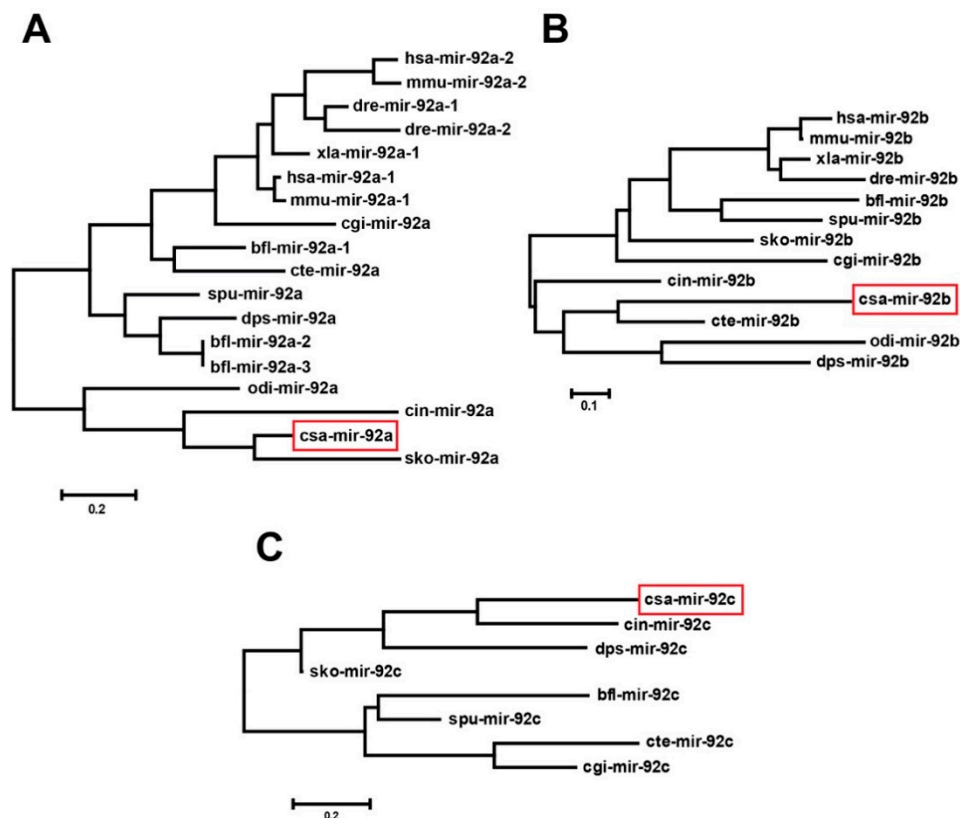 A
hsa-mir-92a-2
mmu-mir-92a-2
dre-mir-92a-1
dre-mir-92a-2
xla-mir-92a-1
hsa-mir-92a-1
mmu-mir-92a-1
cgi-mir-92a
bfl-mir-92a-1
cte-mir-92a
spu-mir-92a
dps-mir-92a
bfl-mir-92a-2
bfl-mir-92a-3
odi-mir-92a
cin-mir-92a
csa-mir-92a
sko-mir-92a
0.2
B
hsa-mir-92b
mmu-mir-92b
xla-mir-92b
dre-mir-92b
bfl-mir-92b
spu-mir-92b
sko-mir-92b
cgi-mir-92b
cin-mir-92b
csa-mir-92b
cte-mir-92b
odi-mir-92b
dps-mir-92b
0.1
C
csa-mir-92c
cin-mir-92c
dps-mir-92c
sko-mir-92c
bfl-mir-92c
spu-mir-92c
cte-mir-92c
cgi-mir-92c
0.2